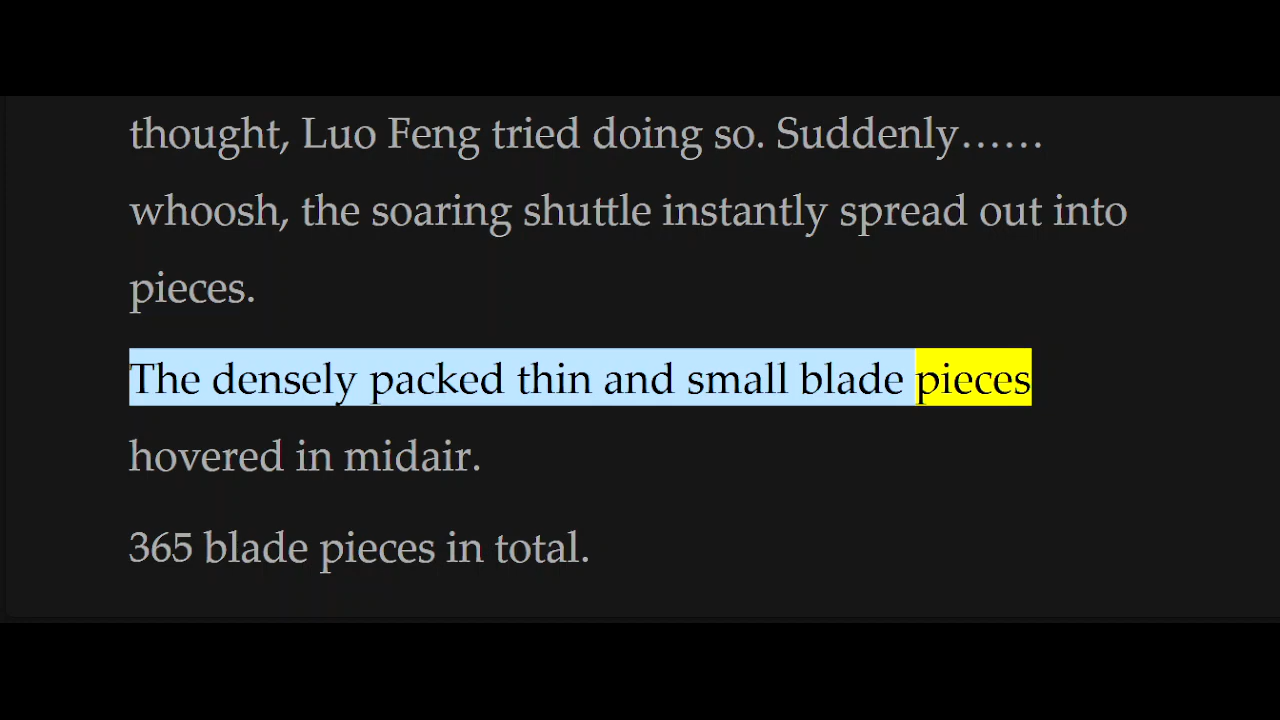 thought, Luo Feng tried doing so. Suddenly……
whoosh, the soaring shuttle instantly spread out into
pieces.
The densely packed thin and small blade pieces
hovered in midair.
365 blade pieces in total.